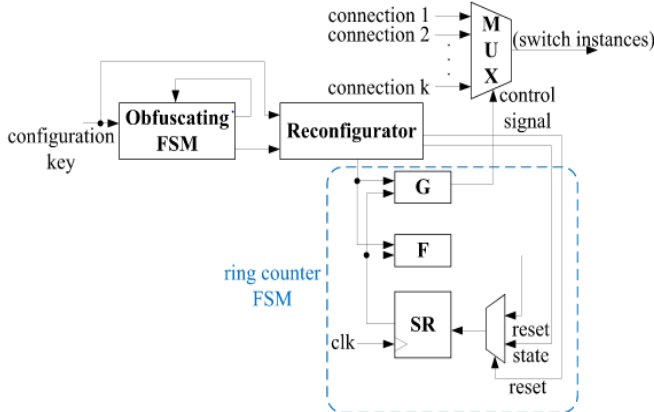 connection 1
connection 2
connection k
M
U
X
(switch instances)
control
signal
configuration
key
Obfuscating
FSM
Reconfigurator
G
F
ring counter
FSM
SR
clk
reset
state
reset